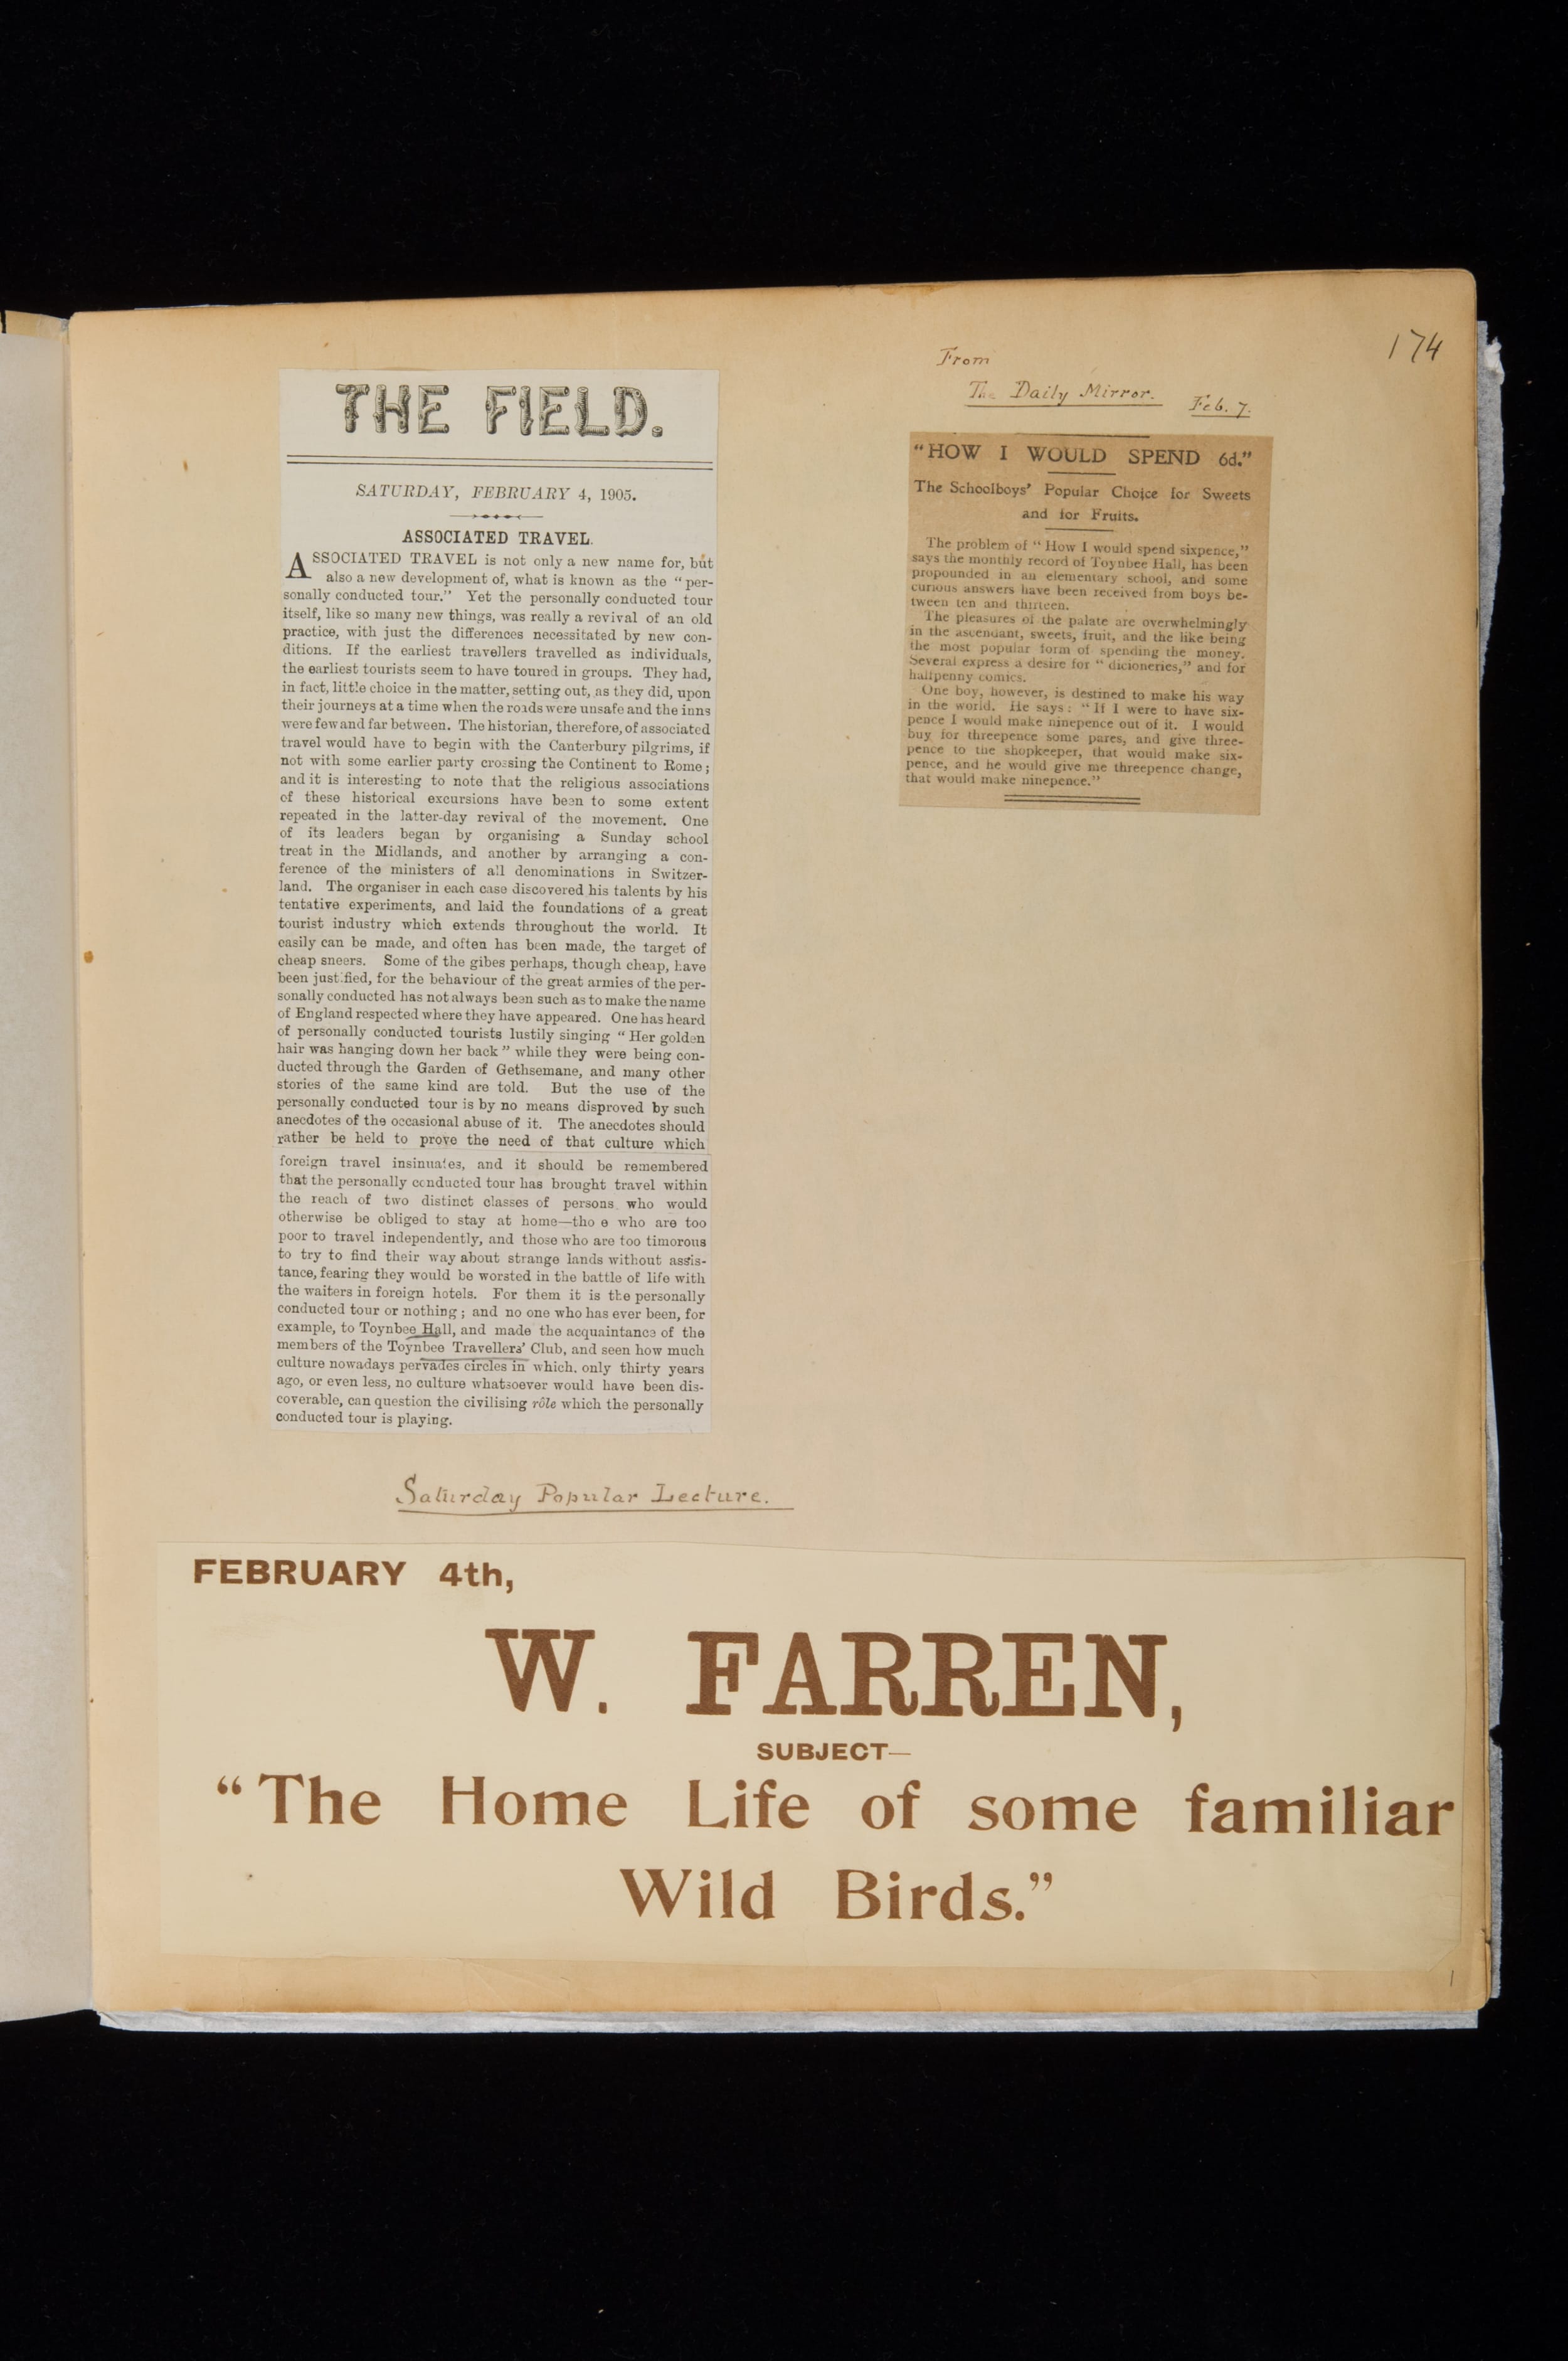 174
THE FIELD.
SATURDAY, FEBRUARY 4, 1905.
ASSOCIATED TRAVEL.
ASSOCIATED TRAVEL is not only a new name for, but
also a new development of, what is known as the “per-
sonally conducted tour.” Yet the personally conducted tour
itself, like so many new things, was really a revival of an old
practice, with just the differences necessitated by new con-
ditions. If the earliest travellers travelled as individuals,
the earliest tourists seem to have toured in groups. They had,
in fact, little choice in the matter, setting out, as they did, upon
their journeys at a time when the roads were unsafe and the inns
were few and far between. The historian, therefore, of associated
travel would have to begin with the Canterbury pilgrims, if
not with some earlier party crossing the Continent to Rome;
and it is interesting to note that the religious associations
of these historical excursions have been to some extent
repeated in the latter-day revival of the movement. One
of its leaders began by organising a Sunday school
treat in the Midlands, and another by arranging a con-
ference of the ministers of all denominations in Switzer-
land. The organiser in each case discovered his talents by his
tentative experiments, and laid the foundations of a great
tourist industry which extends throughout the world. It
easily can be made, and often has been made, the target of
cheap sneers. Some of the gibes perhaps, though cheap, have
been justified, for the behaviour of the great armies of the per-
sonally conducted has not always been such as to make the name
of England respected where they have appeared. One has heard
of personally conducted tourists lustily singing “Her golden
hair was hanging down her back” while they were being con-
ducted through the Garden of Gethsemane, and many other
stories of the same kind are told. But the use of the
personally conducted tour is by no means disproved by such
anecdotes of the occasional abuse of it. The anecdotes should
rather be held to prove the need of that culture which
foreign travel insinuates, and it should be remembered
that the personally conducted tour has brought travel within
the reach of two distinct classes of persons who would
otherwise be obliged to stay at home—tho e who are too
poor to travel independently, and those who are too timorous
to try to find their way about strange lands without assis-
tance, fearing they would be worsted in the battle of life with
the waiters in foreign hotels. For them it is the personally
conducted tour or nothing; and no one who has ever been, for
example, to Toynbee Hall, and made the acquaintance of the
members of the Toynbee Travellers’ Club, and seen how much
culture nowadays pervades circles in which, only thirty years
ago, or even less, no culture whatsoever would have been dis-
coverable, can question the civilising rôle which the personally
conducted tour is playing.
From
The Daily Mirror. Feb. 7.
“HOW I WOULD SPEND 6d.”
The Schoolboys’ Popular Choice for Sweets
and for Fruits.
The problem of “How I would spend sixpence,”
says the monthly record of Toynbee Hall, has been
propounded in an elementary school, and some
curious answers have been received from boys be-
tween ten and thirteen.
The pleasures of the palate are overwhelmingly
in the ascendant, sweets, fruit, and the like being
the most popular form of spending the money.
Several express a desire for “dicioneries,” and for
halfpenny comics.
One boy, however, is destined to make his way
in the world. He says: “If I were to have six-
pence I would make ninepence out of it. I would
buy for threepence some pares, and give three-
pence to the shopkeeper, that would make six-
pence, and he would give me threepence change,
that would make ninepence.”
Saturday Popular Lecture.
FEBRUARY 4th,
W. FARREN,
SUBJECT—
“The Home Life of some familiar
Wild Birds.”